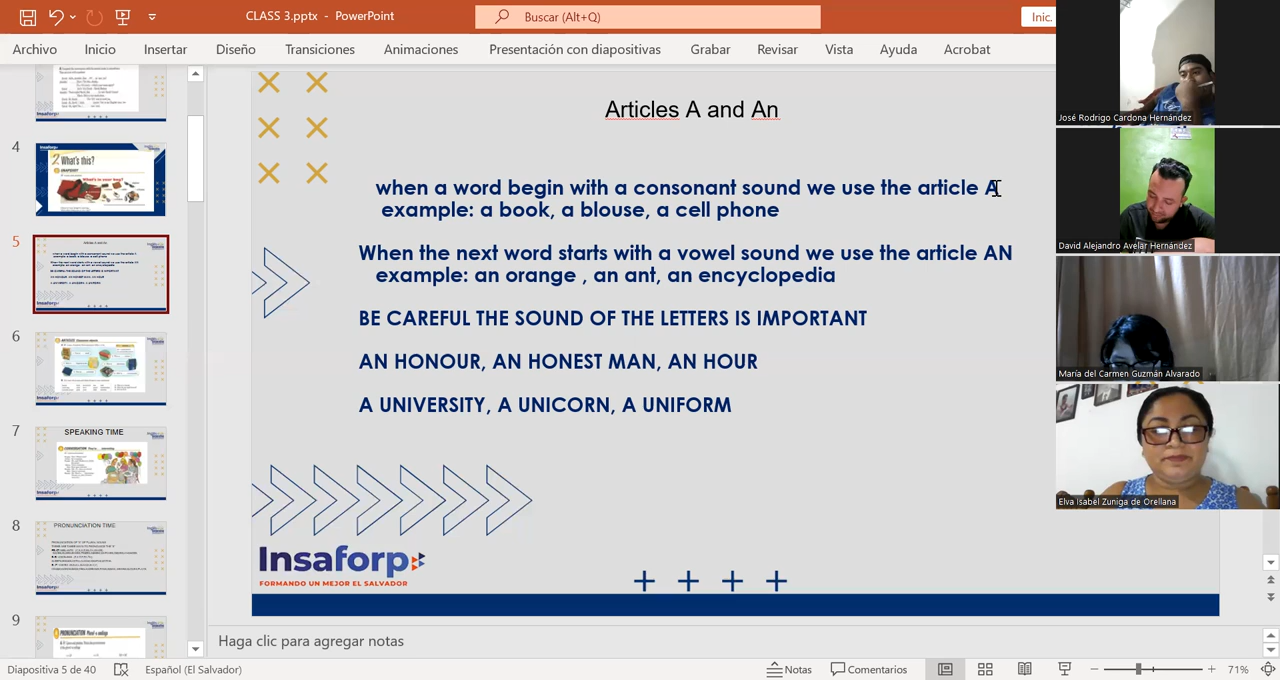 CLASS 3.pptx - PowerPoint
Buscar (Alt+Q)
Inic.
Archivo Inicio Insertar Diseño Transiciones Animaciones Presentación con diapositivas Grabar Revisar Vista Ayuda Acrobat
4
What's this?
5
6
7
SPEAKING TIME
8
PRONUNCIATION TIME
9
Articles A and An
when a word begin with a consonant sound we use the article A
example: a book, a blouse, a cell phone
When the next word starts with a vowel sound we use the article AN
example: an orange , an ant, an encyclopedia
BE CAREFUL THE SOUND OF THE LETTERS IS IMPORTANT
AN HONOUR, AN HONEST MAN, AN HOUR
A UNIVERSITY, A UNICORN, A UNIFORM
Insaforp
FORMANDO UN MEJOR EL SALVADOR
José Rodrigo Cardona Hernández
David Alejandro Avelar Hernández
María del Carmen Guzmán Alvarado
Elva Isabel Zuniga de Orellana
Haga clic para agregar notas
Diapositiva 5 de 40 Español (El Salvador) Notas Comentarios 71%